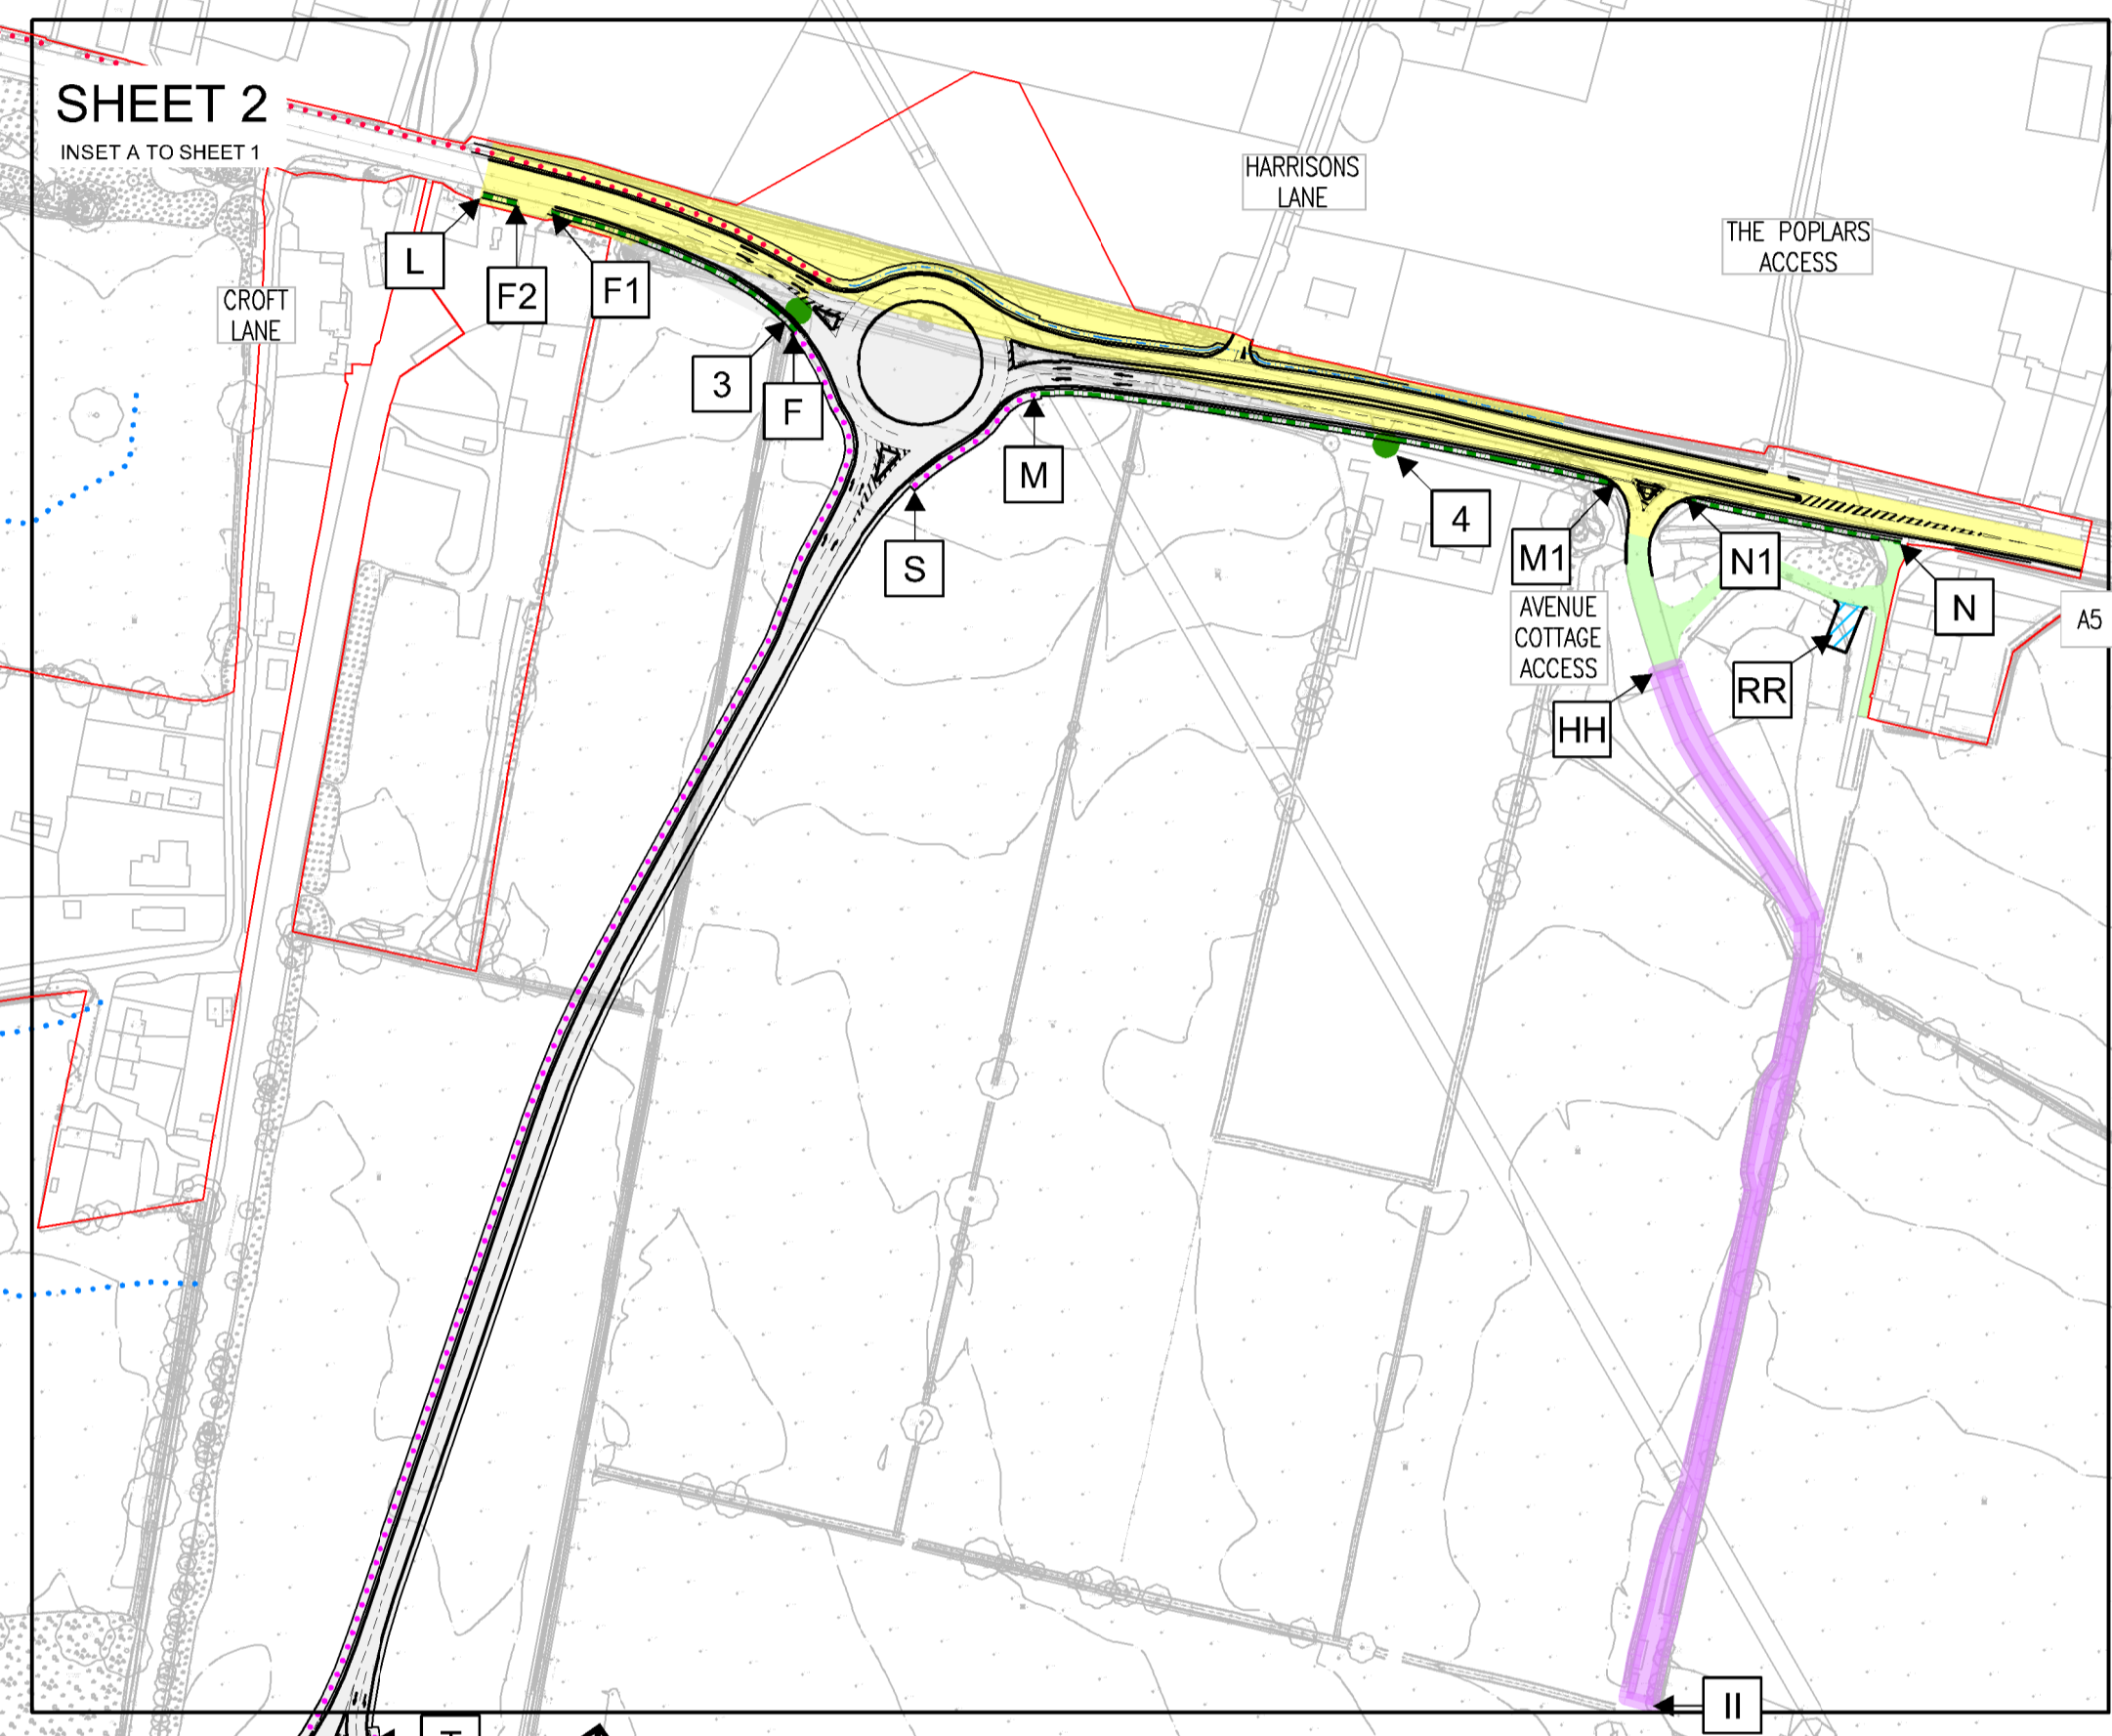 SHEET 2
INSET A TO SHEET 1
HARRISONS
LANE
THE POPLARS
ACCESS
L
F2
F1
CROFT
LANE
3
F
M
4
S
M1
N1
N
A5
AVENUE
COTTAGE
ACCESS
RR
HH
II